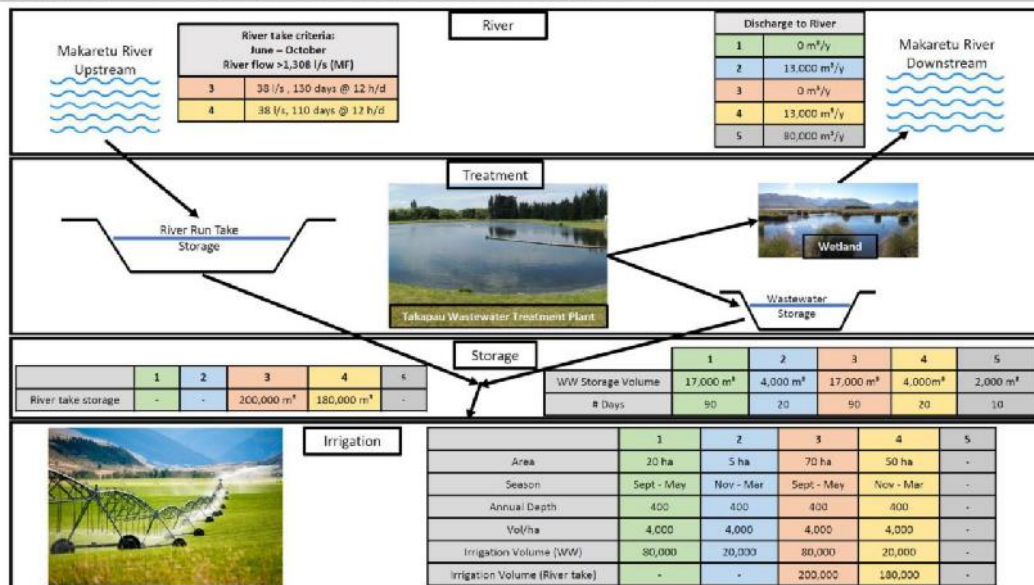 River
Makaretu River
Upstream
River take criteria:
June – October
River flow >1,308 l/s (MF)
3 38 l/s , 130 days @ 12 h/d
4 38 l/s, 110 days @ 12 h/d
Discharge to River
1 0 m³/y
2 13,000 m³/y
3 0 m³/y
4 13,000 m³/y
5 80,000 m³/y
Makaretu River
Downstream
Treatment
River Run Take
Storage
Takapau Wastewater Treatment Plant
Wetland
Wastewater
Storage
Storage
1 2 3 4 5
River take storage - - 200,000 m³ 180,000 m³ -
1 2 3 4 5
WW Storage Volume 17,000 m³ 4,000 m³ 17,000 m³ 4,000m³ 2,000 m³
# Days 90 20 90 20 10
Irrigation
1 2 3 4 5
Area 20 ha 5 ha 70 ha 50 ha -
Season Sept - May Nov - Mar Sept - May Nov - Mar -
Annual Depth 400 400 400 400 -
Vol/ha 4,000 4,000 4,000 4,000 -
Irrigation Volume (WW) 80,000 20,000 80,000 20,000 -
Irrigation Volume (River take) - - 200,000 180,000 -